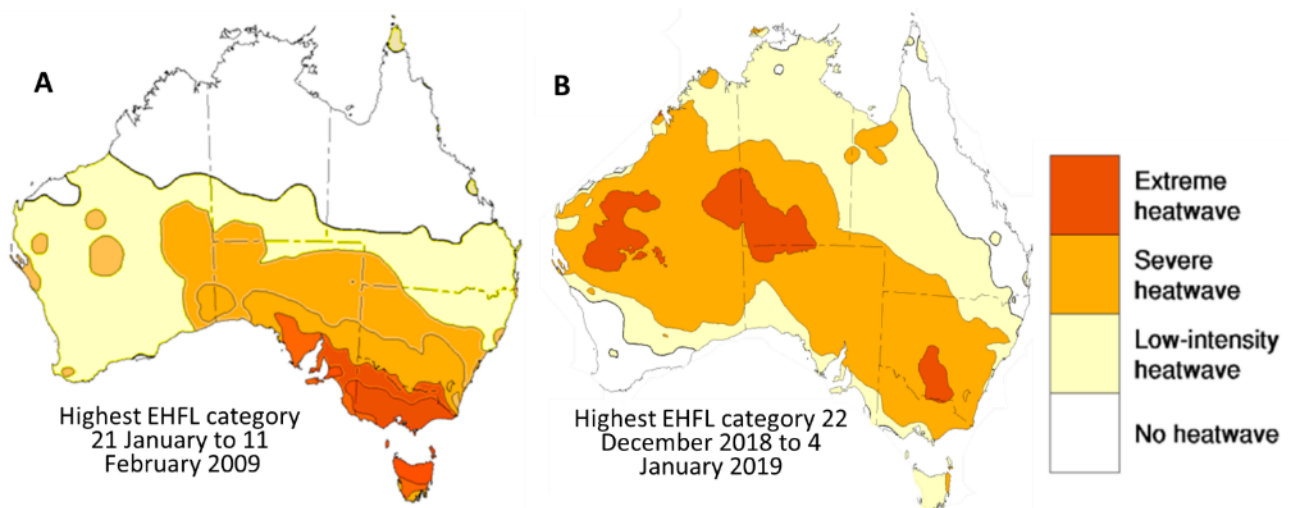 A
Highest EHFL category
21 January to 11
February 2009
B
Highest EHFL category 22
December 2018 to 4
January 2019
Extreme
heatwave
Severe
heatwave
Low-intensity
heatwave
No heatwave